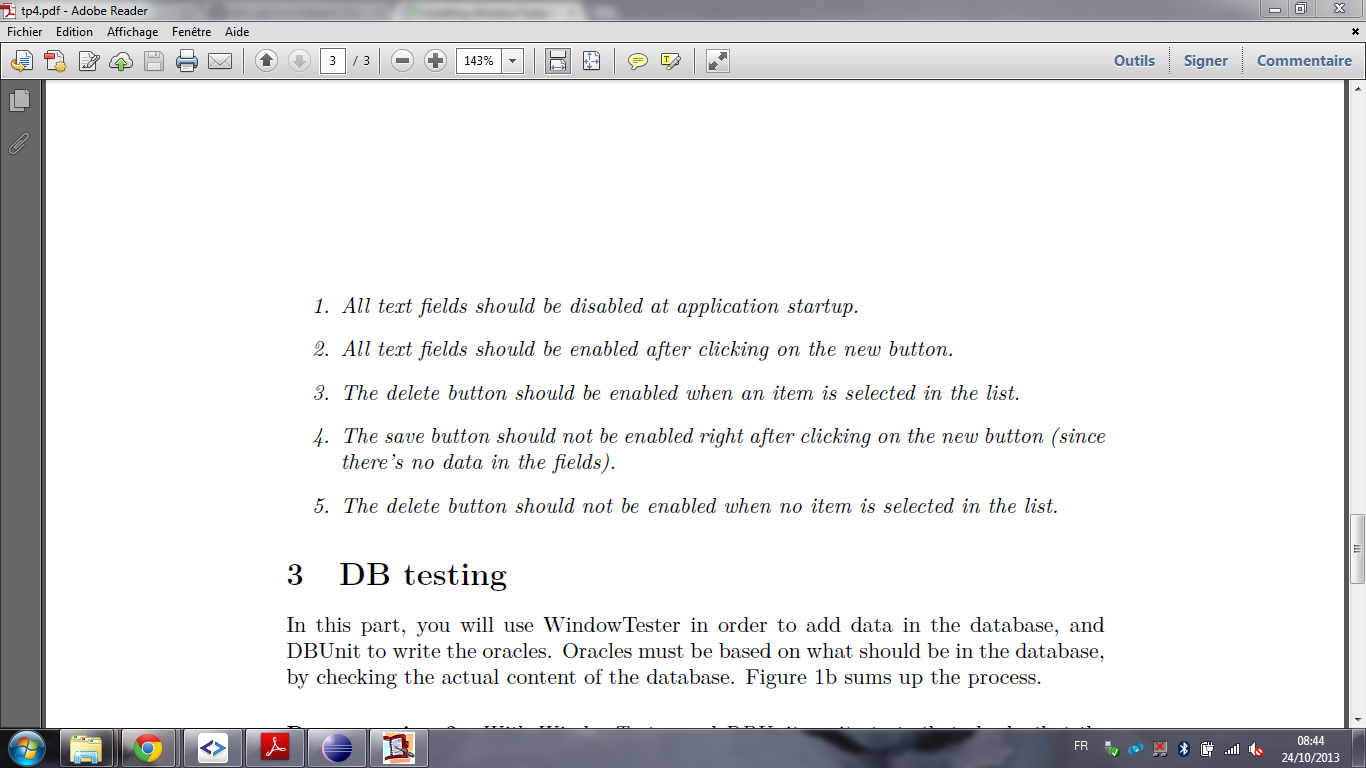 tp4.pdf - Adobe Reader
Fichier Edition Affichage Fenêtre Aide
3 / 3 143% Outils Signer Commentaire
1. All text fields should be disabled at application startup.
2. All text fields should be enabled after clicking on the new button.
3. The delete button should be enabled when an item is selected in the list.
4. The save button should not be enabled right after clicking on the new button (since
there's no data in the fields).
5. The delete button should not be enabled when no item is selected in the list.
3 DB testing
In this part, you will use WindowTester in order to add data in the database, and
DBUnit to write the oracles. Oracles must be based on what should be in the database,
by checking the actual content of the database. Figure 1b sums up the process.
FR
08:44
24/10/2013